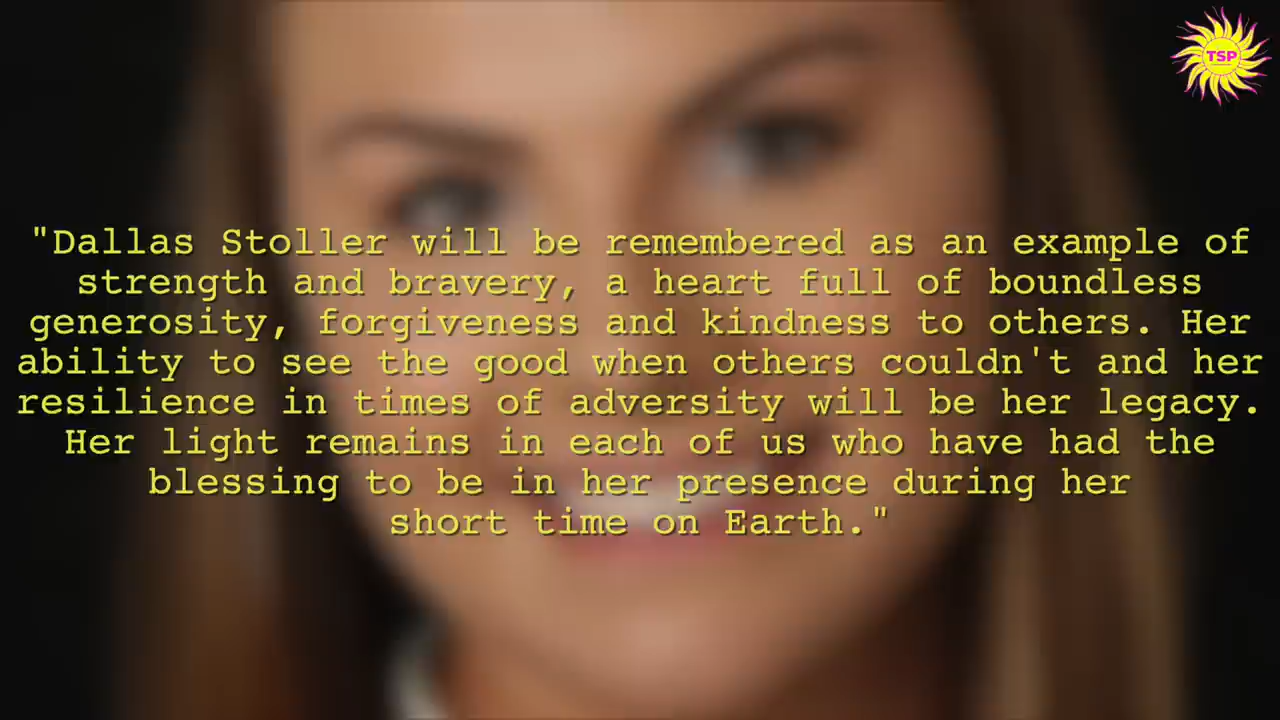 TSP
"Dallas Stoller will be remembered as an example of
strength and bravery, a heart full of boundless
generosity, forgiveness and kindness to others. Her
ability to see the good when others couldn't and her
resilience in times of adversity will be her legacy.
Her light remains in each of us who have had the
blessing to be in her presence during her
short time on Earth."